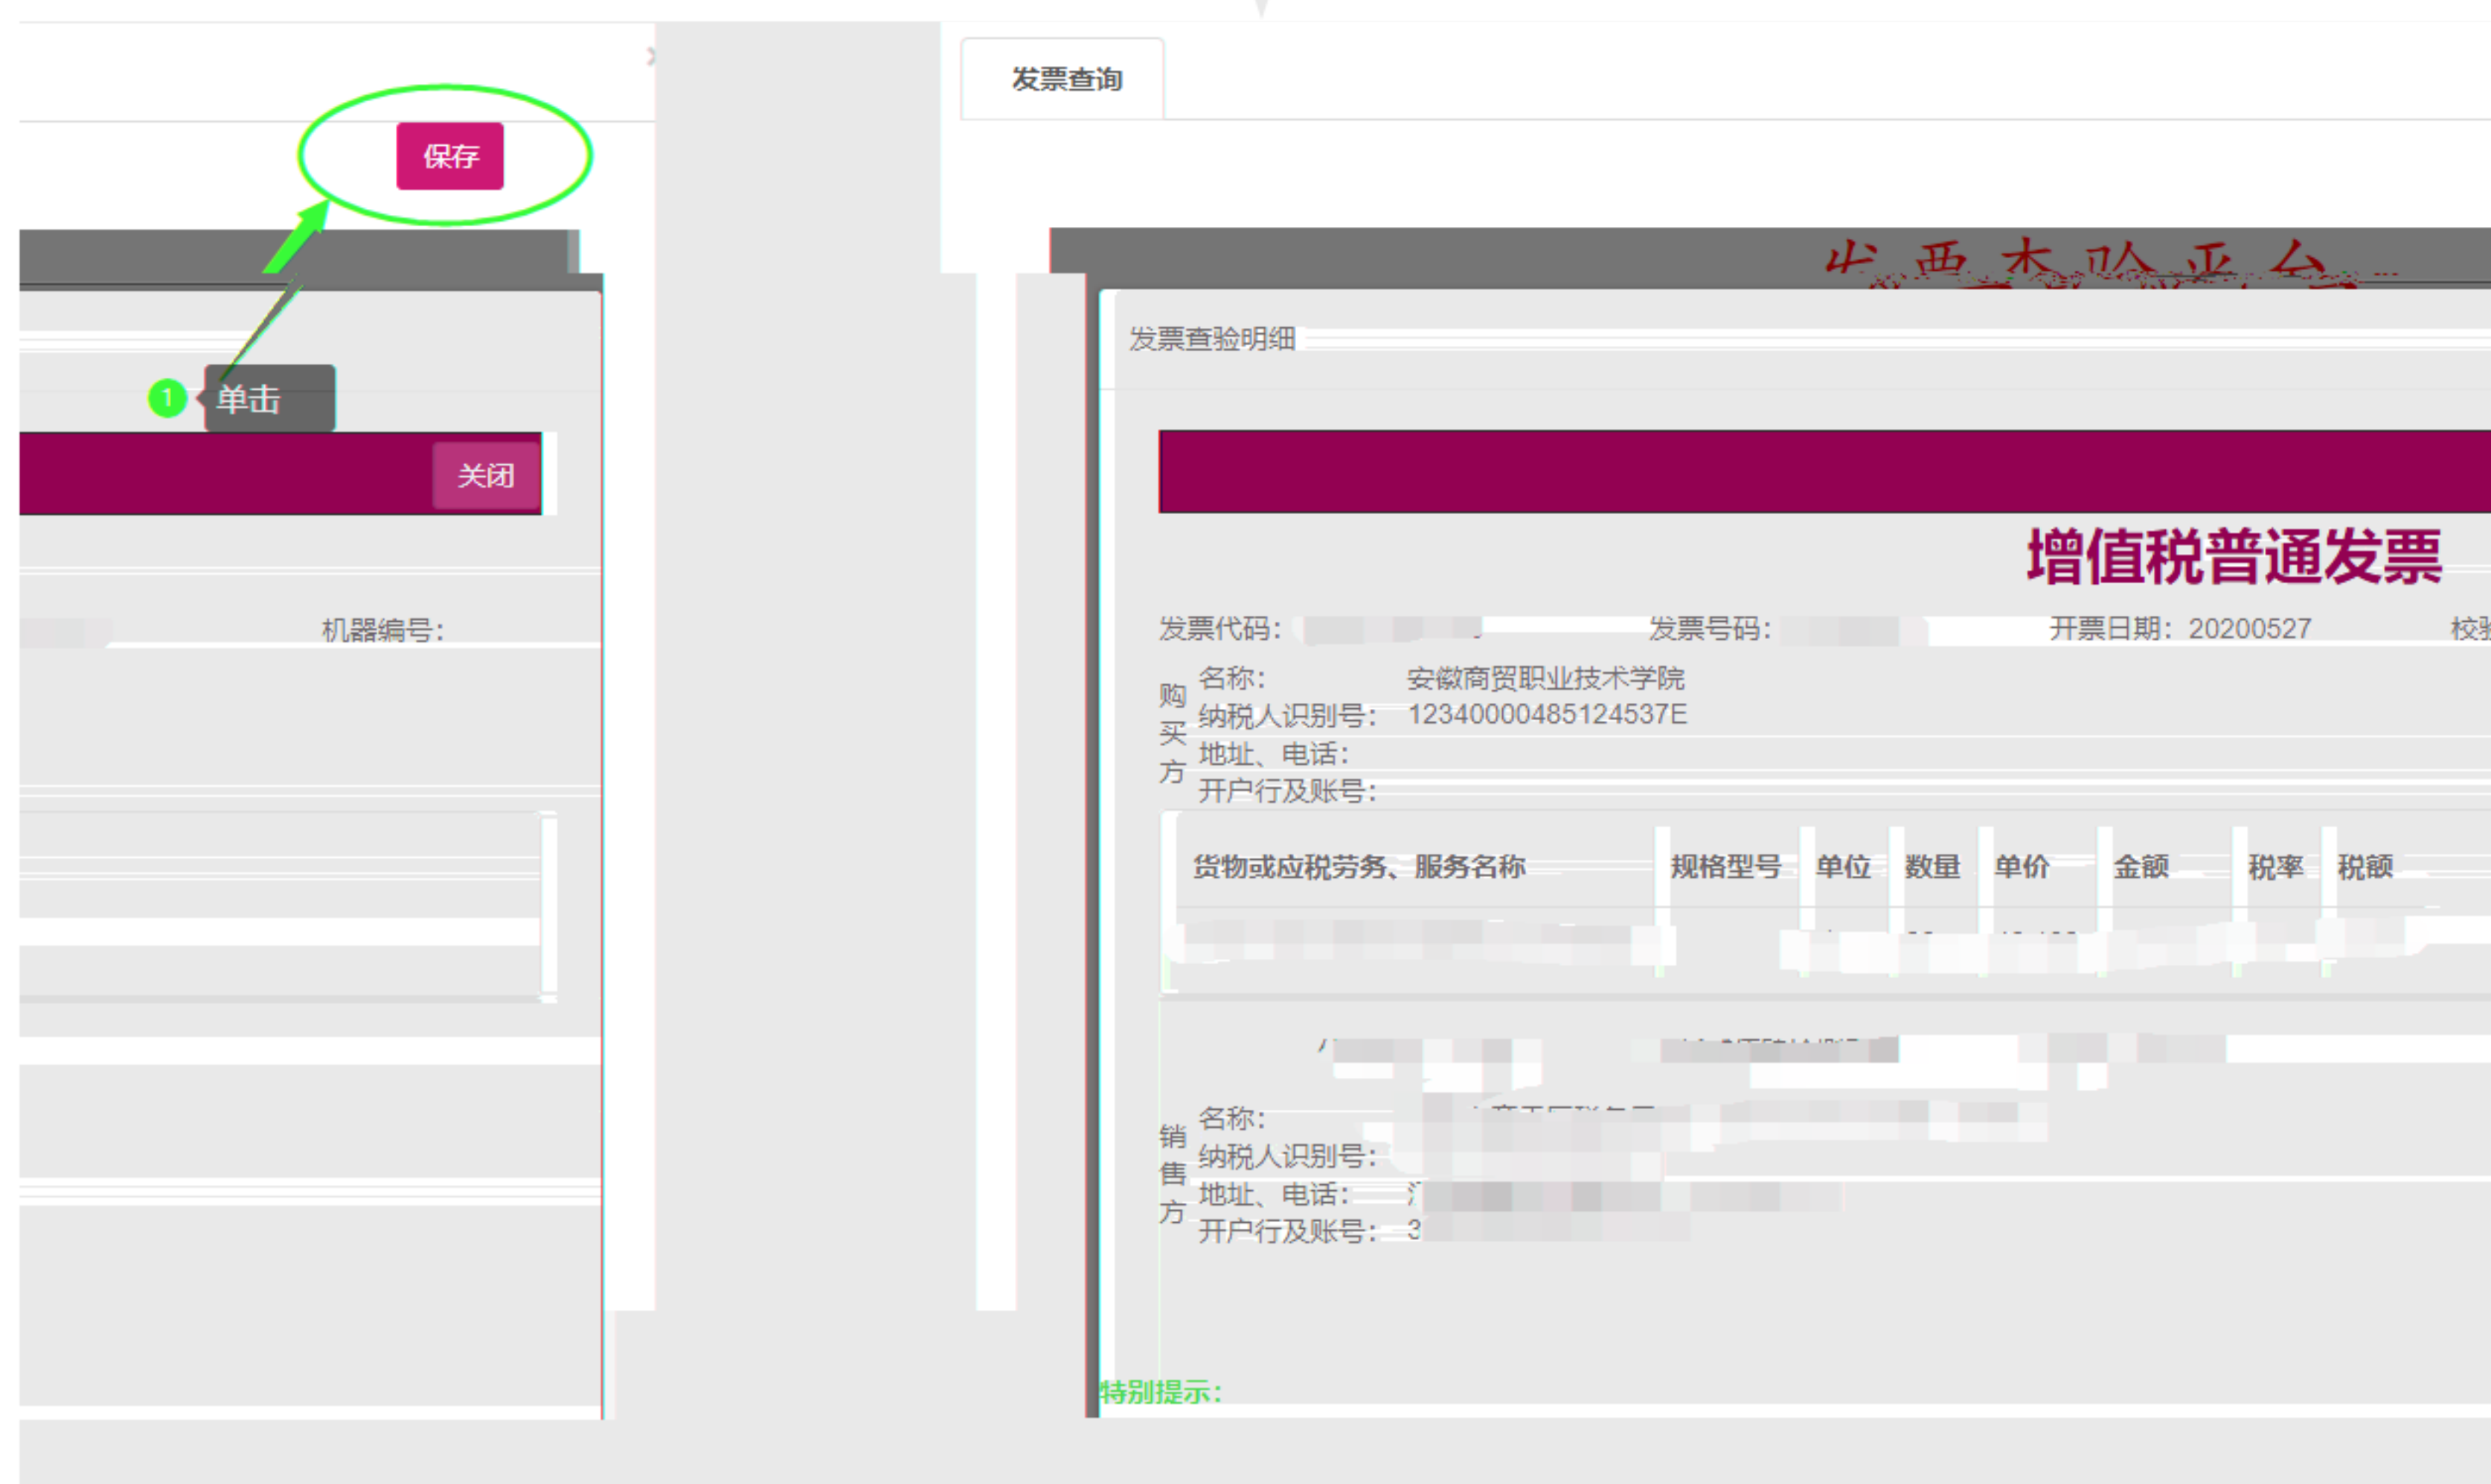 保存
1 单击
关闭
机器编号：
发票查询
发票查验明细
增值税普通发票
发票代码： 发票号码： 开票日期：20200527
购买方
名称： 安徽商贸职业技术学院
纳税人识别号： 12340000485124537E
地址、电话：
开户行及账号：
货物或应税劳务、服务名称 规格型号 单位 数量 单价 金额 税率 税额
销售方
名称：
纳税人识别号：
地址、电话：
开户行及账号： 3
特别提示：